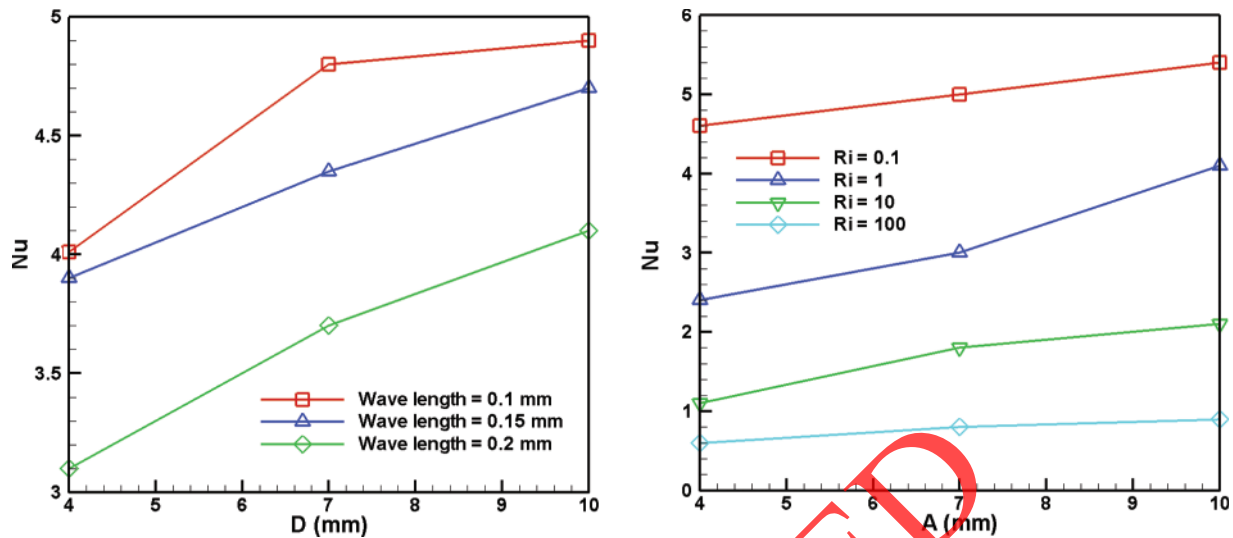 5
4.5
4
3.5
3
Nu
4
5
6
7
8
9
10
D (mm)
Wave length = 0.1 mm
Wave length = 0.15 mm
Wave length = 0.2 mm
6
5
4
3
2
1
0
Nu
4
5
6
7
8
9
10
A (mm)
Ri = 0.1
Ri = 1
Ri = 10
Ri = 100
ED